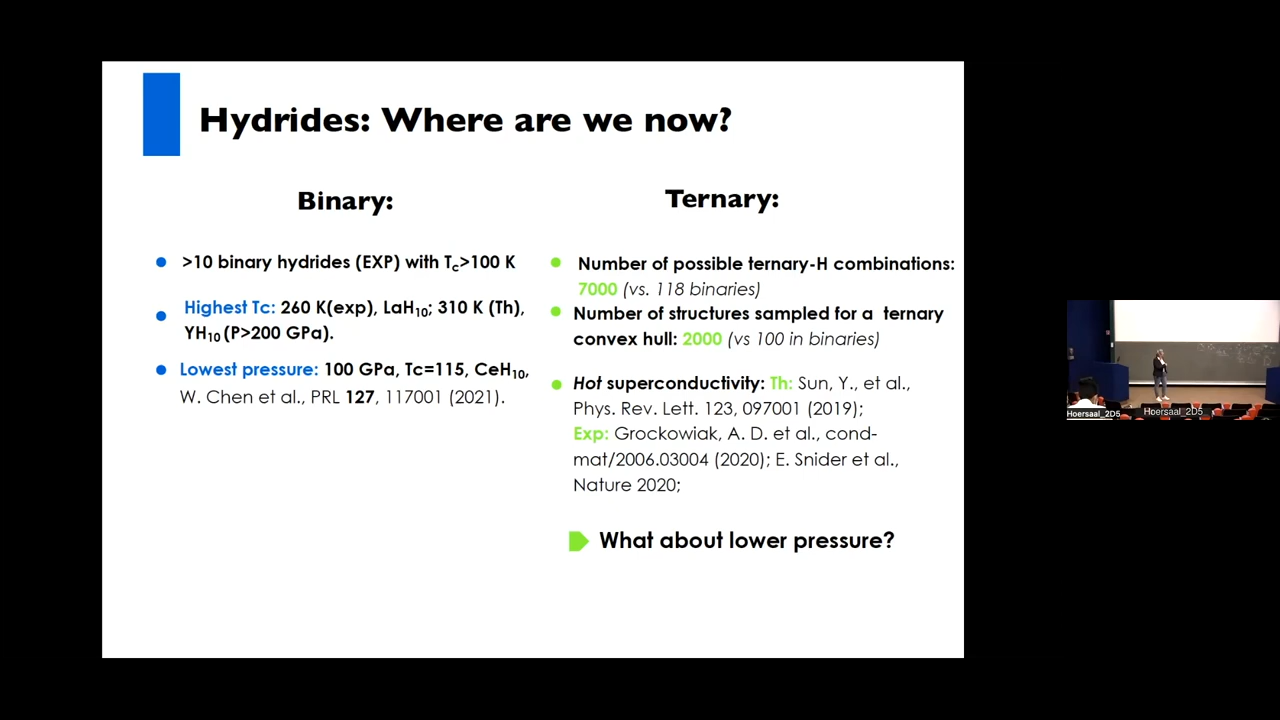 Hydrides: Where are we now?
Binary:
>10 binary hydrides (EXP) with Tc>100 K
Highest Tc: 260 K(exp), LaH10; 310 K (Th),
YH10 (P>200 GPa).
Lowest pressure: 100 GPa, Tc=115, CeH10,
W. Chen et al., PRL 127, 117001 (2021).
Ternary:
Number of possible ternary-H combinations:
7000 (vs. 118 binaries)
Number of structures sampled for a ternary
convex hull: 2000 (vs 100 in binaries)
Hot superconductivity: Th: Sun, Y., et al.,
Phys. Rev. Lett. 123, 097001 (2019);
Exp: Grockowiak, A. D. et al., cond-
mat/2006.03004 (2020); E. Snider et al.,
Nature 2020;
What about lower pressure?
Hoersaal_2D5
Hoersaal_2D5